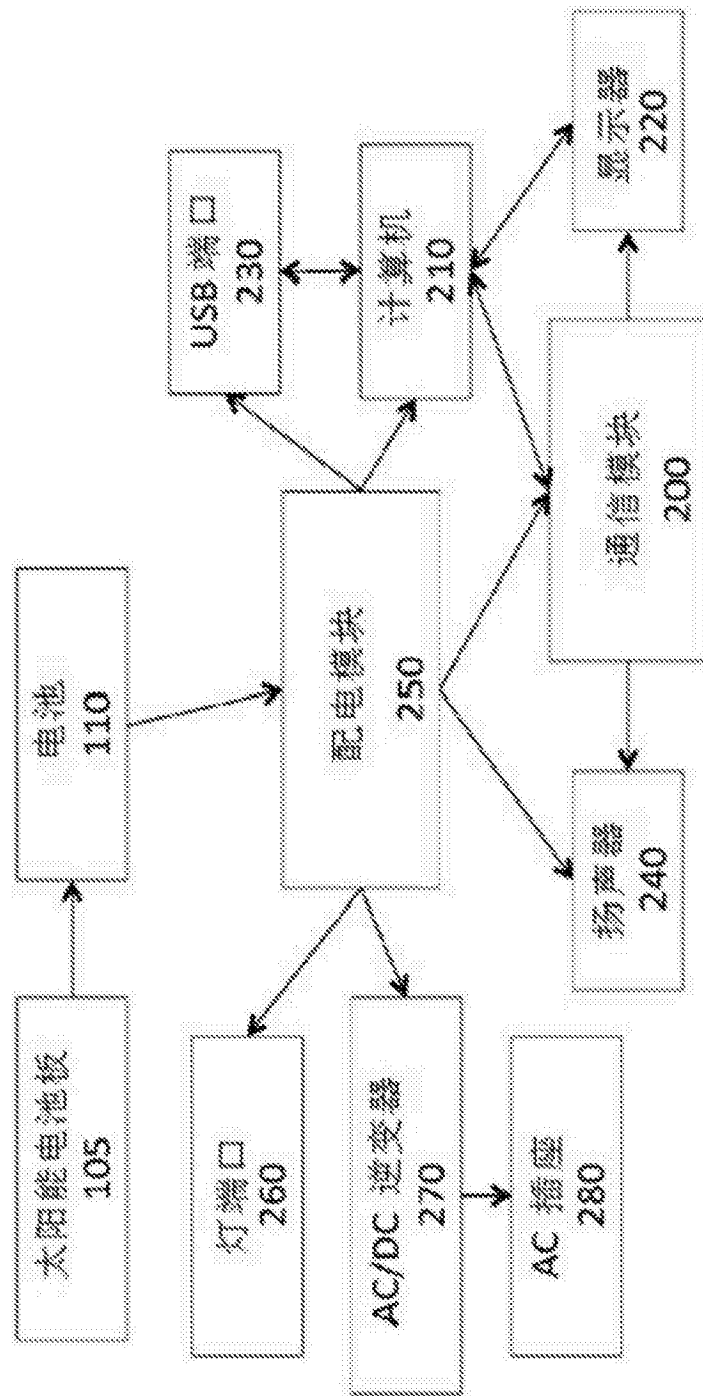 太阳能电池板
105
电池
110
灯端口
260
AC/DC 逆变器
270
AC 插座
280
配电模块
250
USB 端口
230
计算机
210
扬声器
240
通信模块
200
显示器
220